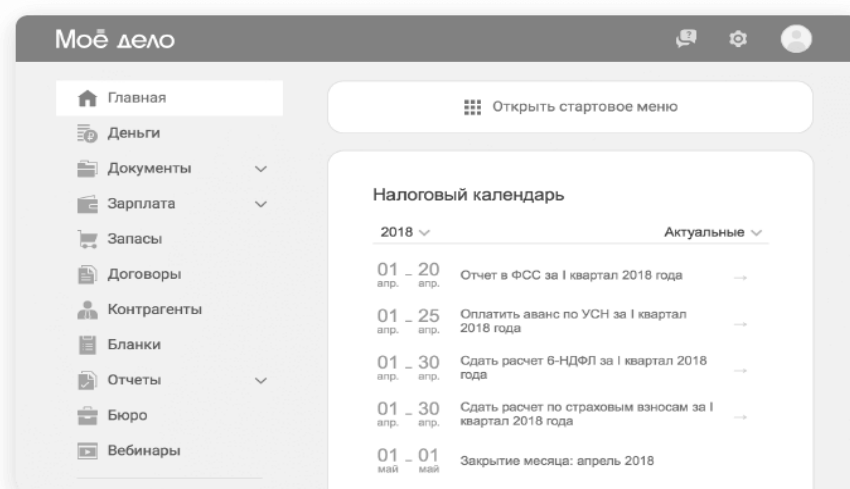 Моё дело
Главная
Деньги
Документы
Зарплата
Запасы
Договоры
Контрагенты
Бланки
Отчеты
Бюро
Вебинары
Открыть стартовое меню
Налоговый календарь
2018 Актуальные
01 – 20
апр. апр.
Отчет в ФСС за I квартал 2018 года
01 – 25
апр. апр.
Оплатить аванс по УСН за I квартал
2018 года
01 – 30
апр. апр.
Сдать расчет 6-НДФЛ за I квартал 2018
года
01 – 30
апр. апр.
Сдать расчет по страховым взносам за I
квартал 2018 года
01 – 01
май май
Закрытие месяца: апрель 2018